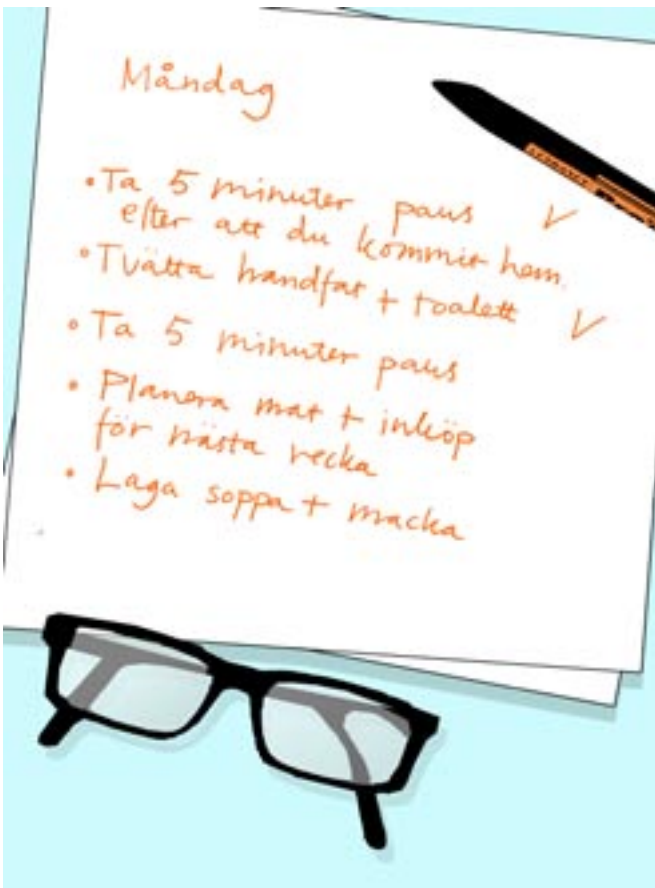 Måndag
• Ta 5 minuter paus ✓
efter att du kommit hem.
• Tvätta handfat + toalett ✓
• Ta 5 minuter paus
• Planera mat + inköp
för nästa vecka
• Laga soppa + macka